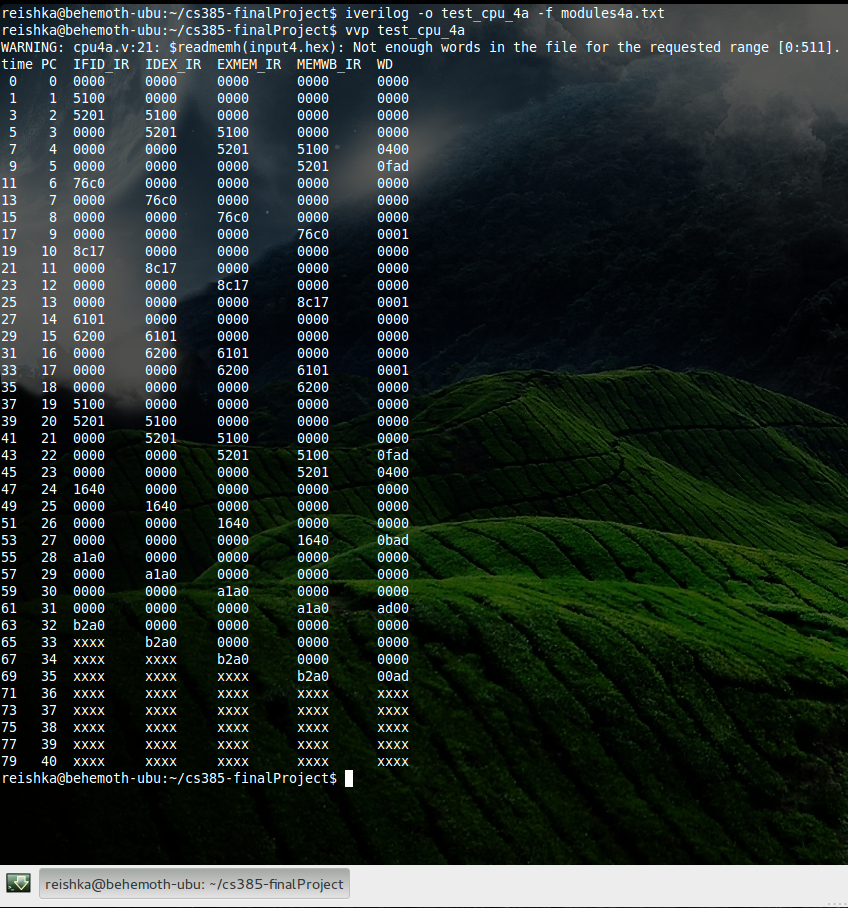 reishka@behemoth-ubu:~/cs385-finalProject$ iverilog -o test_cpu_4a -f modules4a.txt
reishka@behemoth-ubu:~/cs385-finalProject$ vvp test_cpu_4a
WARNING: cpu4a.v:21: $readmemh(input4.hex): Not enough words in the file for the requested range [0:511].
time PC  IFID_IR  IDEX_IR  EXMEM_IR  MEMWB_IR  WD
 0    0  0000     0000     0000      0000      0000
 1    1  5100     0000     0000      0000      0000
 3    2  5201     5100     0000      0000      0000
 5    3  0000     5201     5100      0000      0000
 7    4  0000     0000     5201      5100      0400
 9    5  0000     0000     0000      5201      0fad
11    6  76c0     0000     0000      0000      0000
13    7  0000     76c0     0000      0000      0000
15    8  0000     0000     76c0      0000      0000
17    9  0000     0000     0000      76c0      0001
19   10  8c17     0000     0000      0000      0000
21   11  0000     8c17     0000      0000      0000
23   12  0000     0000     8c17      0000      0000
25   13  0000     0000     0000      8c17      0001
27   14  6101     0000     0000      0000      0000
29   15  6200     6101     0000      0000      0000
31   16  0000     6200     6101      0000      0000
33   17  0000     0000     6200      6101      0001
35   18  0000     0000     0000      6200      0000
37   19  5100     0000     0000      0000      0000
39   20  5201     5100     0000      0000      0000
41   21  0000     5201     5100      0000      0000
43   22  0000     0000     5201      5100      0fad
45   23  0000     0000     0000      5201      0400
47   24  1640     0000     0000      0000      0000
49   25  0000     1640     0000      0000      0000
51   26  0000     0000     1640      0000      0000
53   27  0000     0000     0000      1640      0bad
55   28  a1a0     0000     0000      0000      0000
57   29  0000     a1a0     0000      0000      0000
59   30  0000     0000     a1a0      0000      0000
61   31  0000     0000     0000      a1a0      ad00
63   32  b2a0     0000     0000      0000      0000
65   33  xxxx     b2a0     0000      0000      0000
67   34  xxxx     xxxx     b2a0      0000      0000
69   35  xxxx     xxxx     xxxx      b2a0      00ad
71   36  xxxx     xxxx     xxxx      xxxx      xxxx
73   37  xxxx     xxxx     xxxx      xxxx      xxxx
75   38  xxxx     xxxx     xxxx      xxxx      xxxx
77   39  xxxx     xxxx     xxxx      xxxx      xxxx
79   40  xxxx     xxxx     xxxx      xxxx      xxxx
reishka@behemoth-ubu:~/cs385-finalProject$
reishka@behemoth-ubu: ~/cs385-finalProject